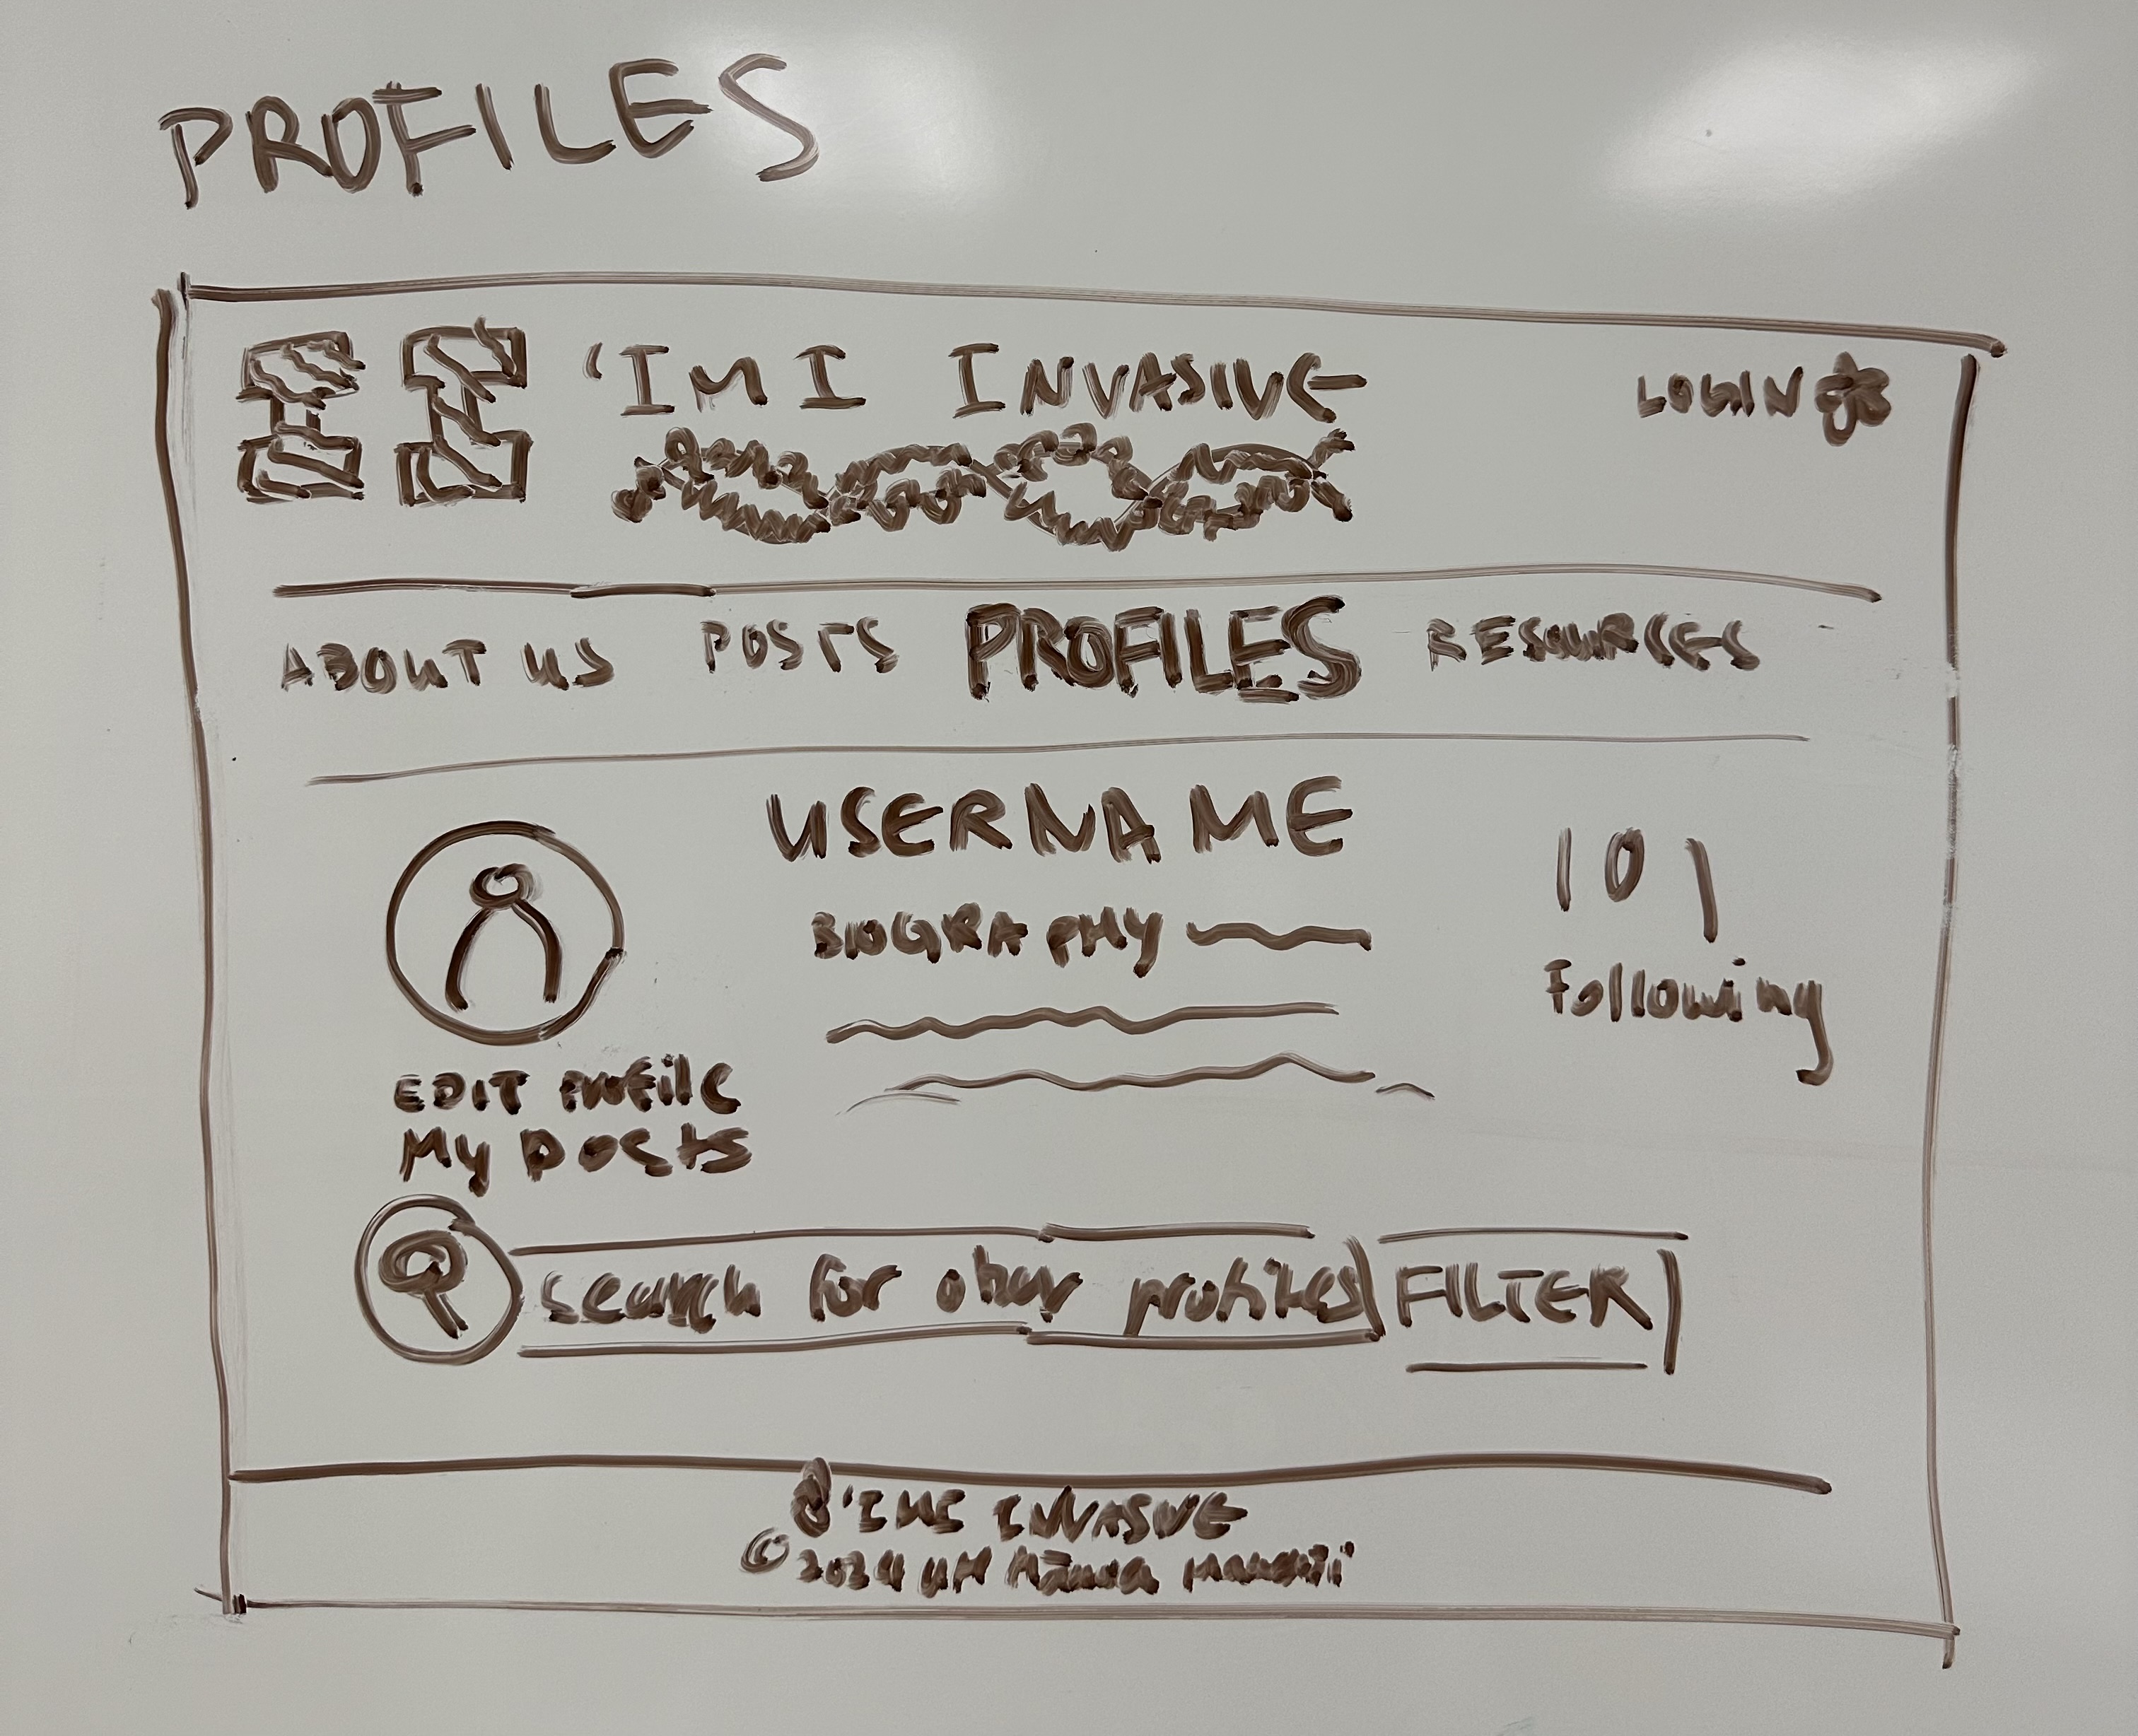 PROFILES
'IMI INVASIVE
LOGIN
ABOUT US POSTS PROFILES RESOURCES
USERNAME
BIOGRAPHY
101
Following
EDIT Profile
My Posts
search for other profiles FILTER
'IMI INVASIVE
© 2024 UH Mānoa